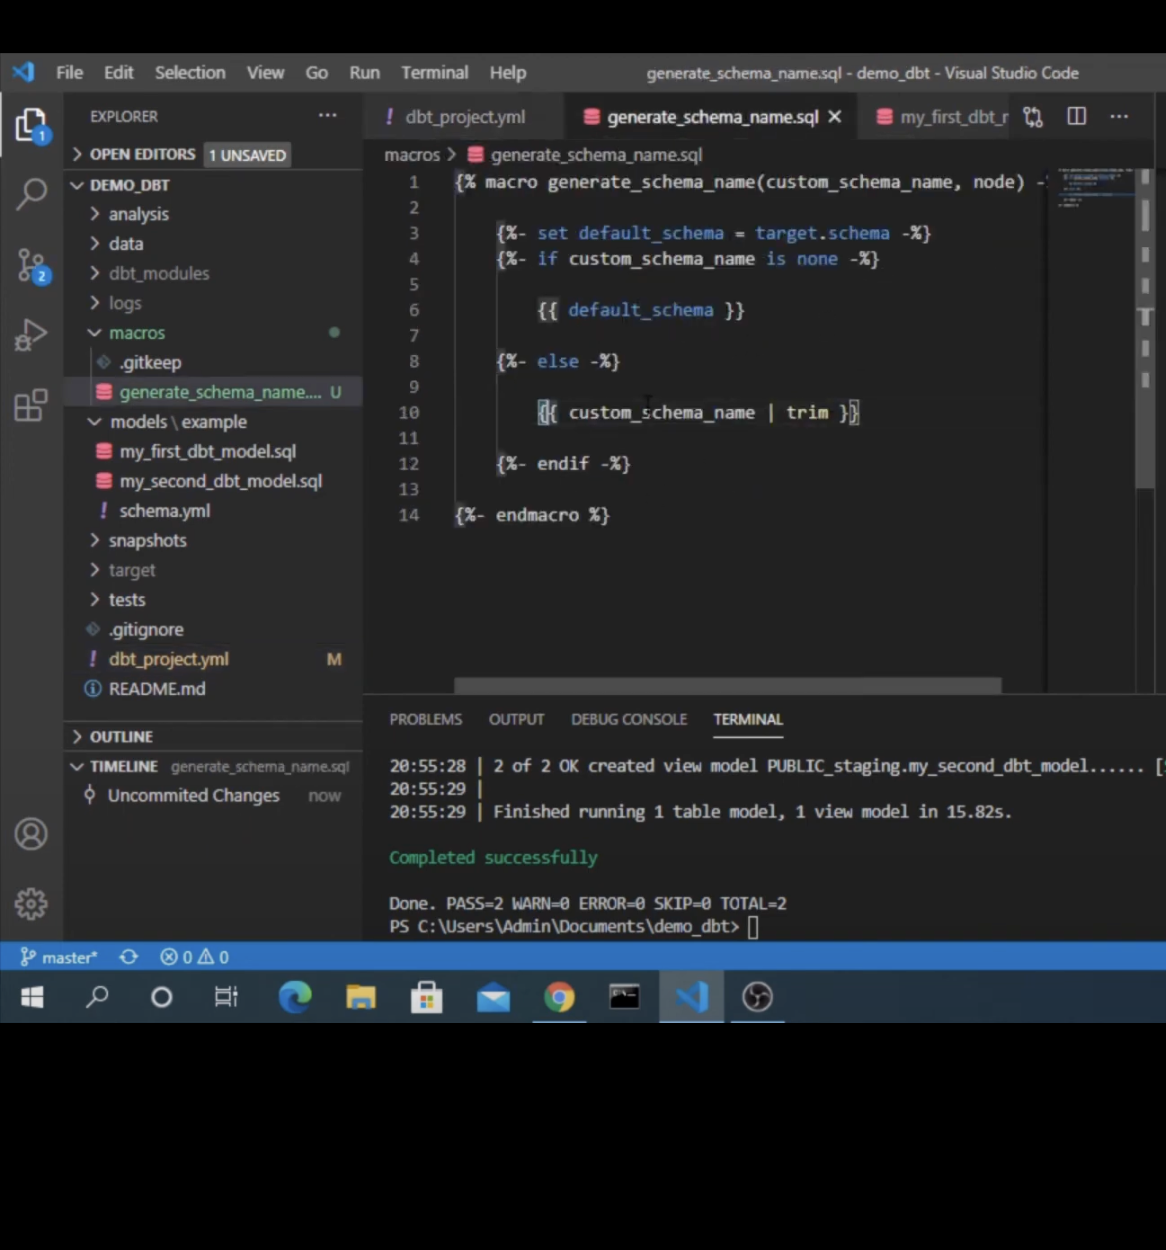 File Edit Selection View Go Run Terminal Help generate_schema_name.sql - demo_dbt - Visual Studio Code
EXPLORER ···
OPEN EDITORS 1 UNSAVED
DEMO_DBT
analysis
data
dbt_modules
logs
macros
.gitkeep
generate_schema_name.... U
models \ example
my_first_dbt_model.sql
my_second_dbt_model.sql
! schema.yml
snapshots
target
tests
.gitignore
! dbt_project.yml M
README.md
OUTLINE
TIMELINE generate_schema_name.sql
Uncommited Changes now
1
2
! dbt_project.yml generate_schema_name.sql × my_first_dbt_r ···
macros > generate_schema_name.sql
1 {% macro generate_schema_name(custom_schema_name, node) -
2
3 {%- set default_schema = target.schema -%}
4 {%- if custom_schema_name is none -%}
5
6 {{ default_schema }}
7
8 {%- else -%}
9
10 {{ custom_schema_name | trim }}
11
12 {%- endif -%}
13
14 {%- endmacro %}
PROBLEMS OUTPUT DEBUG CONSOLE TERMINAL
20:55:28 | 2 of 2 OK created view model PUBLIC_staging.my_second_dbt_model...... [
20:55:29 |
20:55:29 | Finished running 1 table model, 1 view model in 15.82s.
Completed successfully
Done. PASS=2 WARN=0 ERROR=0 SKIP=0 TOTAL=2
PS C:\Users\Admin\Documents\demo_dbt>
master* 0 0